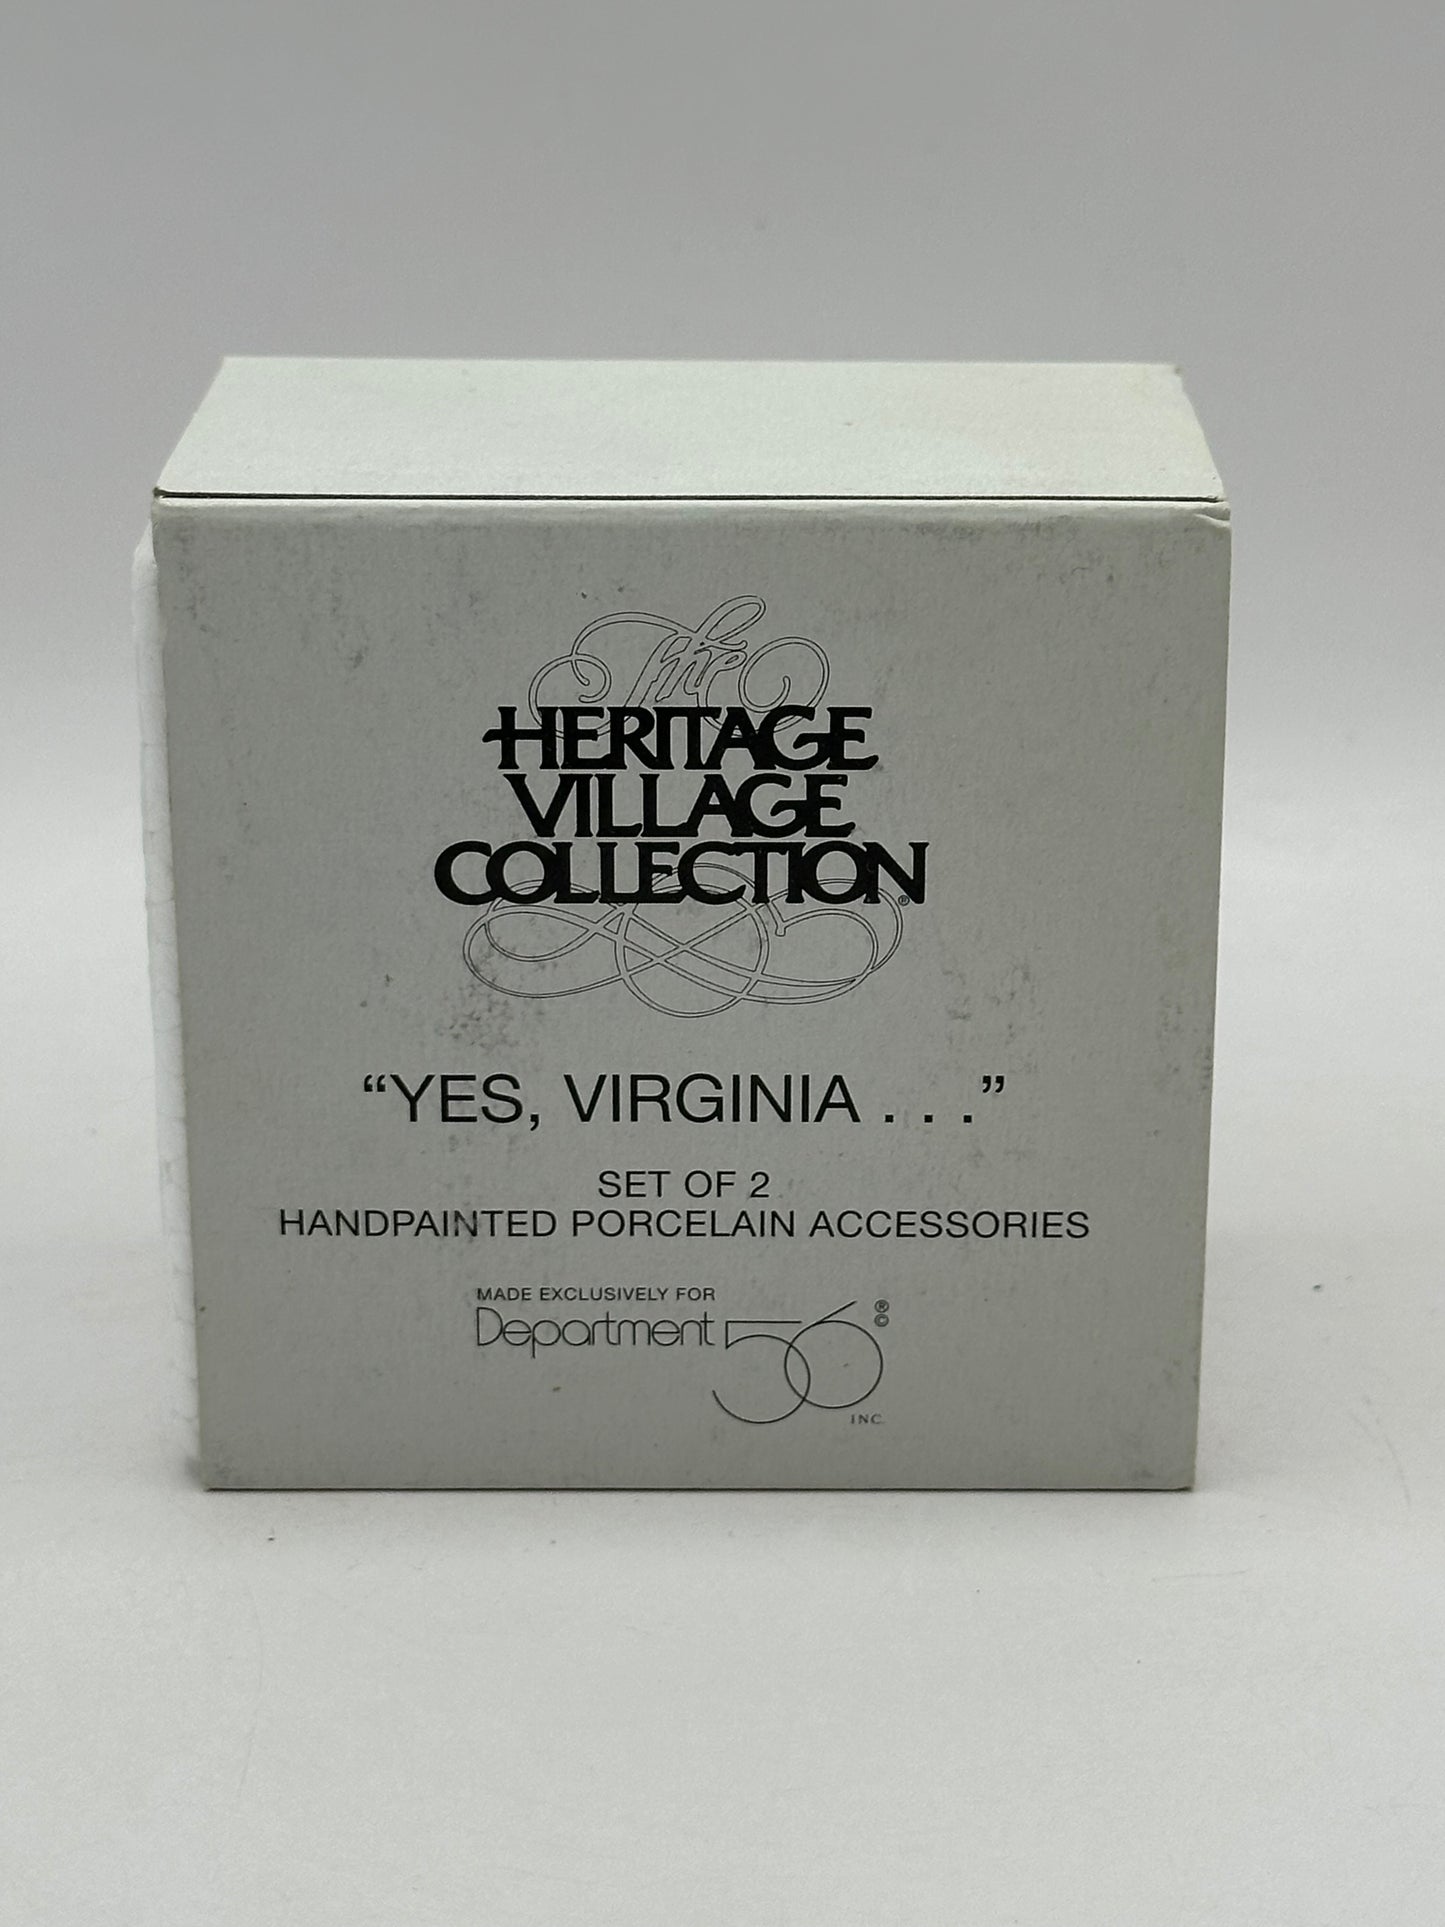 The
HERITAGE
VILLAGE
COLLECTION®
“YES, VIRGINIA . . .”
SET OF 2
HANDPAINTED PORCELAIN ACCESSORIES
MADE EXCLUSIVELY FOR
Department 56 ® ©
INC.